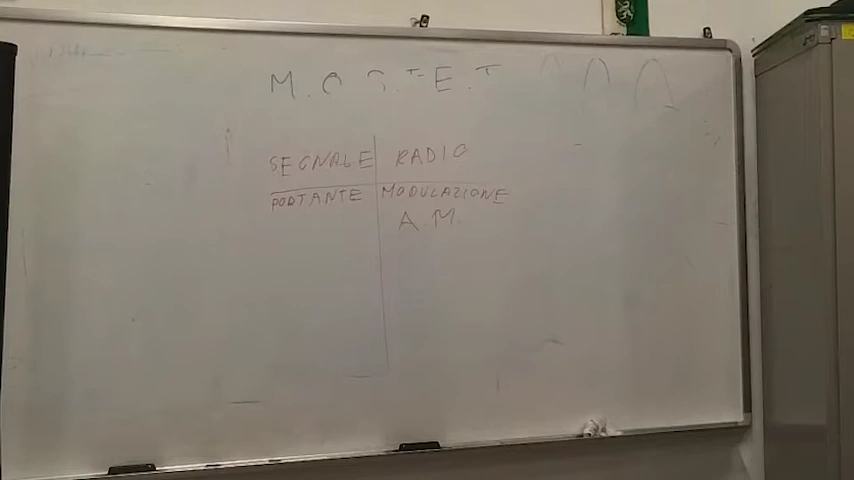 M.O.S.F.E.T
SEGNALE RADIO
PORTANTE MODULAZIONE
A.M.